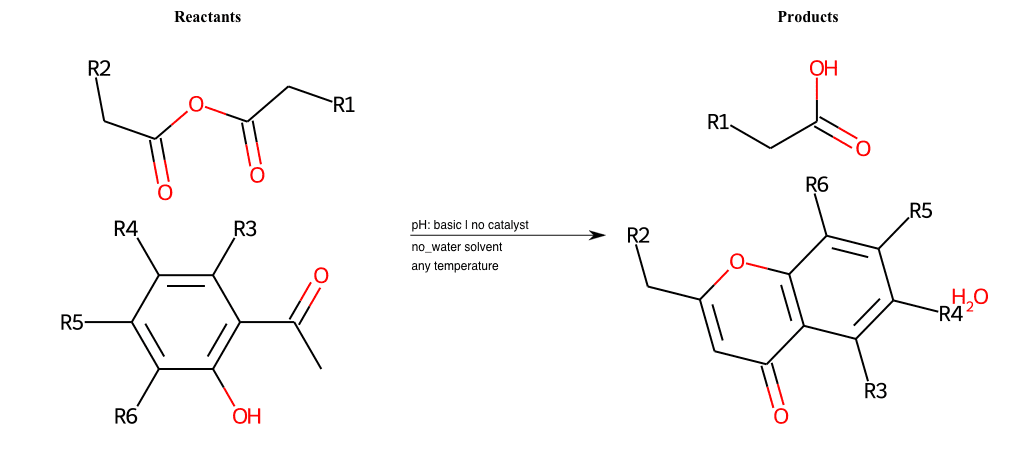 Reactants
Products
R2
O
R1
O
O
OH
R1
O
R4
R3
O
R5
R6
OH
pH: basic | no catalyst
no_water solvent
any temperature
R6
R5
R2
O
H2O
R4
R3
O